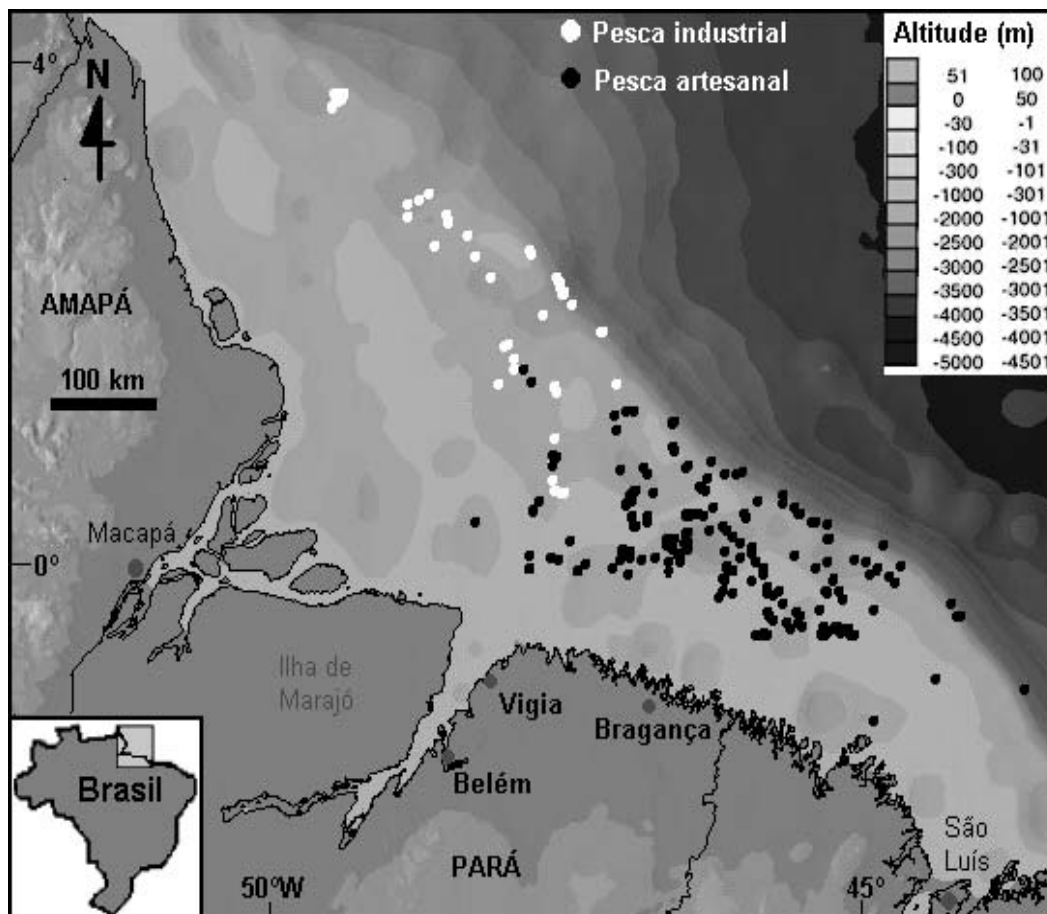 Pesca industrial
Pesca artesanal
Altitude (m)
51 100
0 50
-30 -1
-100 -31
-300 -101
-1000 -301
-2000 -1001
-2500 -2001
-3000 -2501
-3500 -3001
-4000 -3501
-4500 -4001
-5000 -4501
4°
N
AMAPÁ
100 km
Macapá
0°
Ilha de
Marajó
Vigia
Bragança
Belém
Brasil
PARÁ
São
Luís
50°W
45°